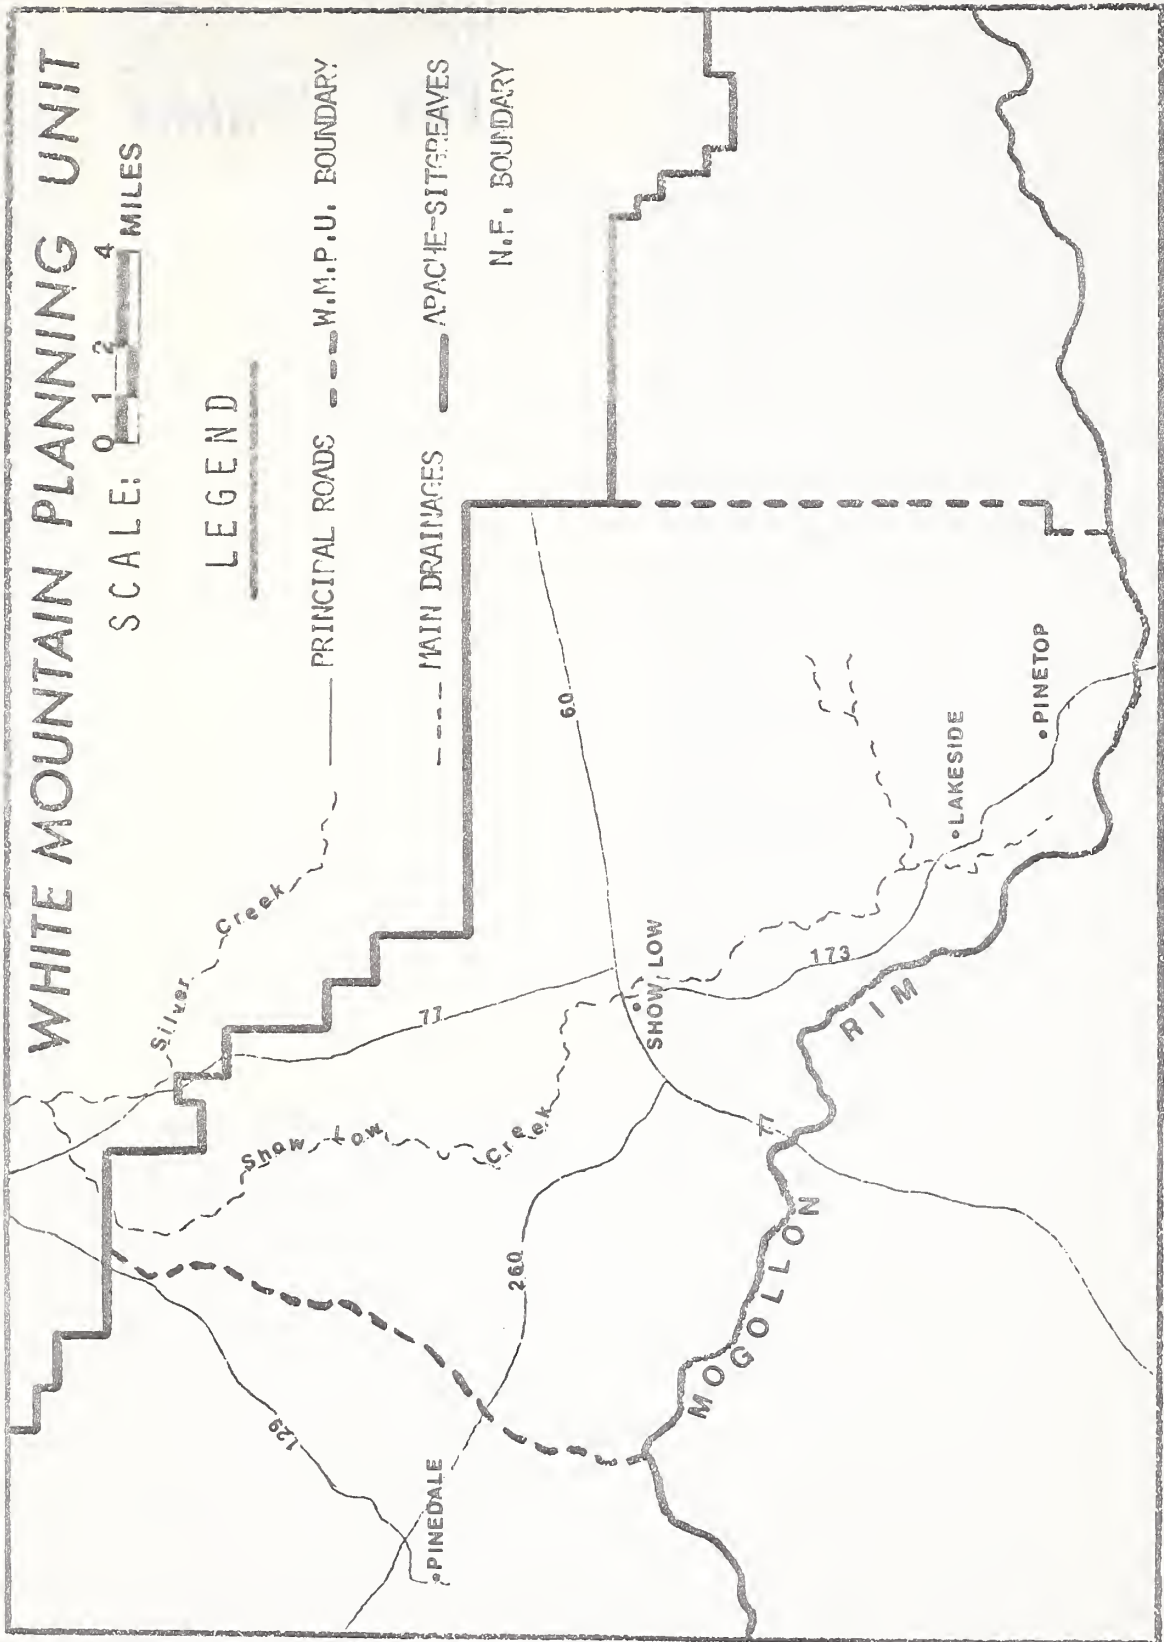 WHITE MOUNTAIN PLANNING UNIT
SCALE: 0 1 2 4 MILES
LEGEND
PRINCIPAL ROADS
W.M.P.U. BOUNDARY
MAIN DRAINAGES
APACHE-SITGREAVES
N.F. BOUNDARY
Silver Creek
77
Show Low Creek
60
129
260
PINEDALE
SHOW LOW
173
LAKESIDE
PINETOP
77
MOGOLLON RIM